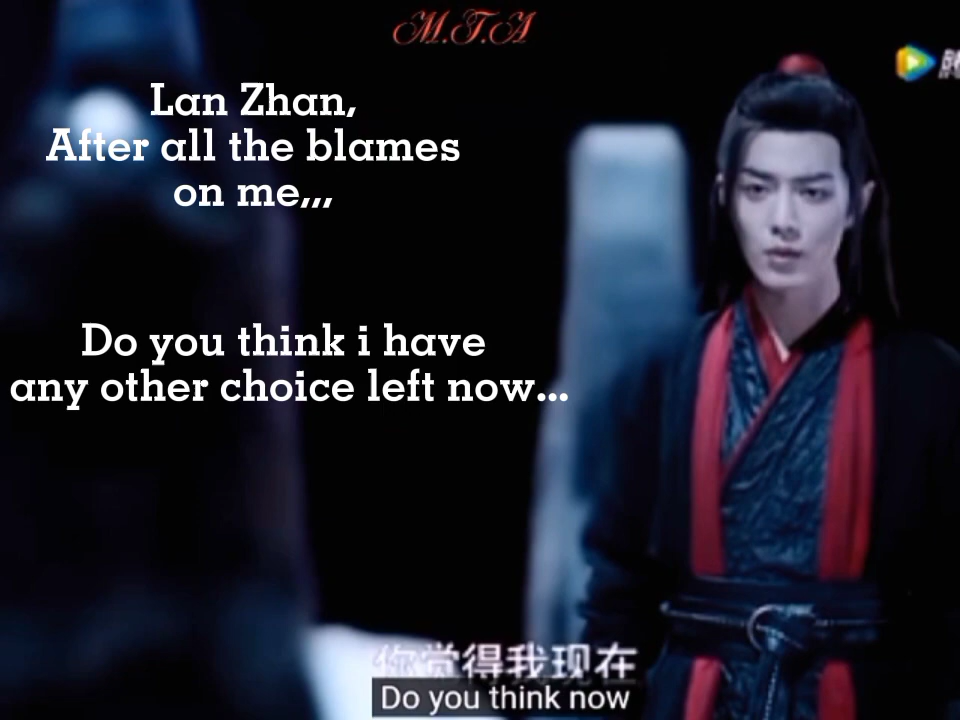 M.T.A
Lan Zhan,
After all the blames
on me,,,
Do you think i have
any other choice left now...
你觉得我现在
Do you think now